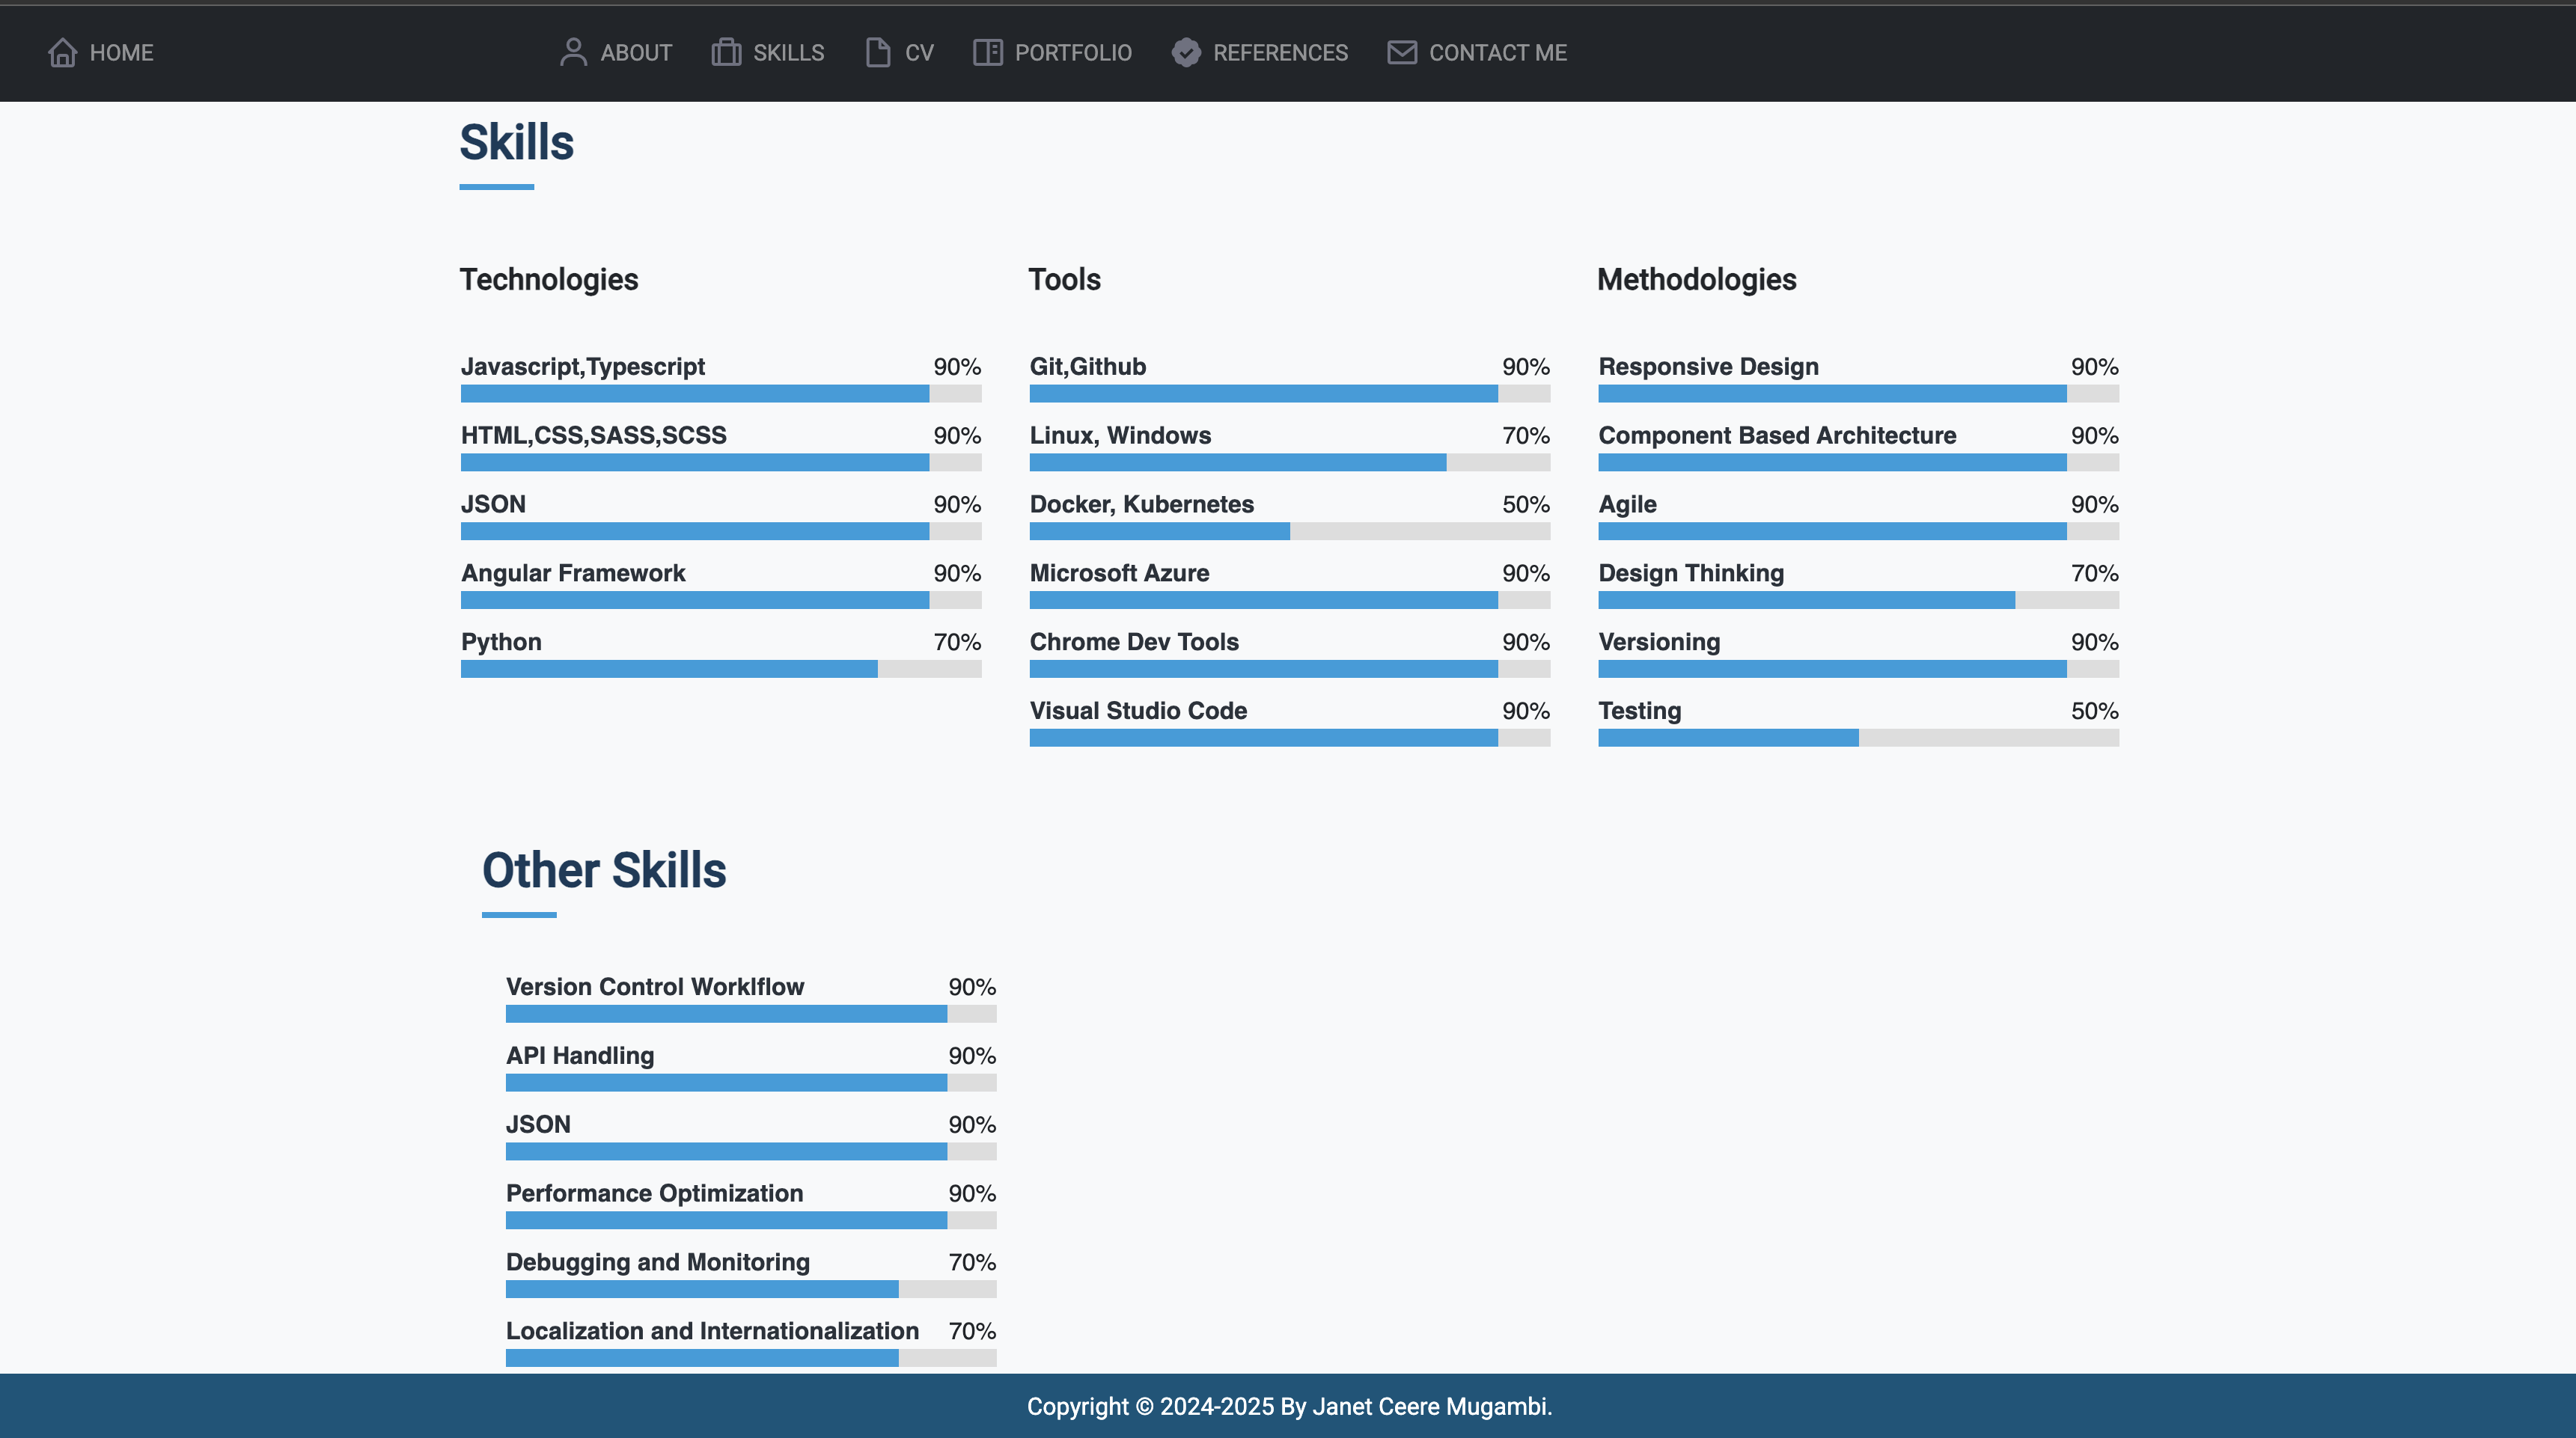 HOME ABOUT SKILLS CV PORTFOLIO REFERENCES CONTACT ME
Skills
Technologies
Javascript,Typescript 90%
HTML,CSS,SASS,SCSS 90%
JSON 90%
Angular Framework 90%
Python 70%
Tools
Git,Github 90%
Linux, Windows 70%
Docker, Kubernetes 50%
Microsoft Azure 90%
Chrome Dev Tools 90%
Visual Studio Code 90%
Methodologies
Responsive Design 90%
Component Based Architecture 90%
Agile 90%
Design Thinking 70%
Versioning 90%
Testing 50%
Other Skills
Version Control Worklflow 90%
API Handling 90%
JSON 90%
Performance Optimization 90%
Debugging and Monitoring 70%
Localization and Internationalization 70%
Copyright © 2024-2025 By Janet Ceere Mugambi.